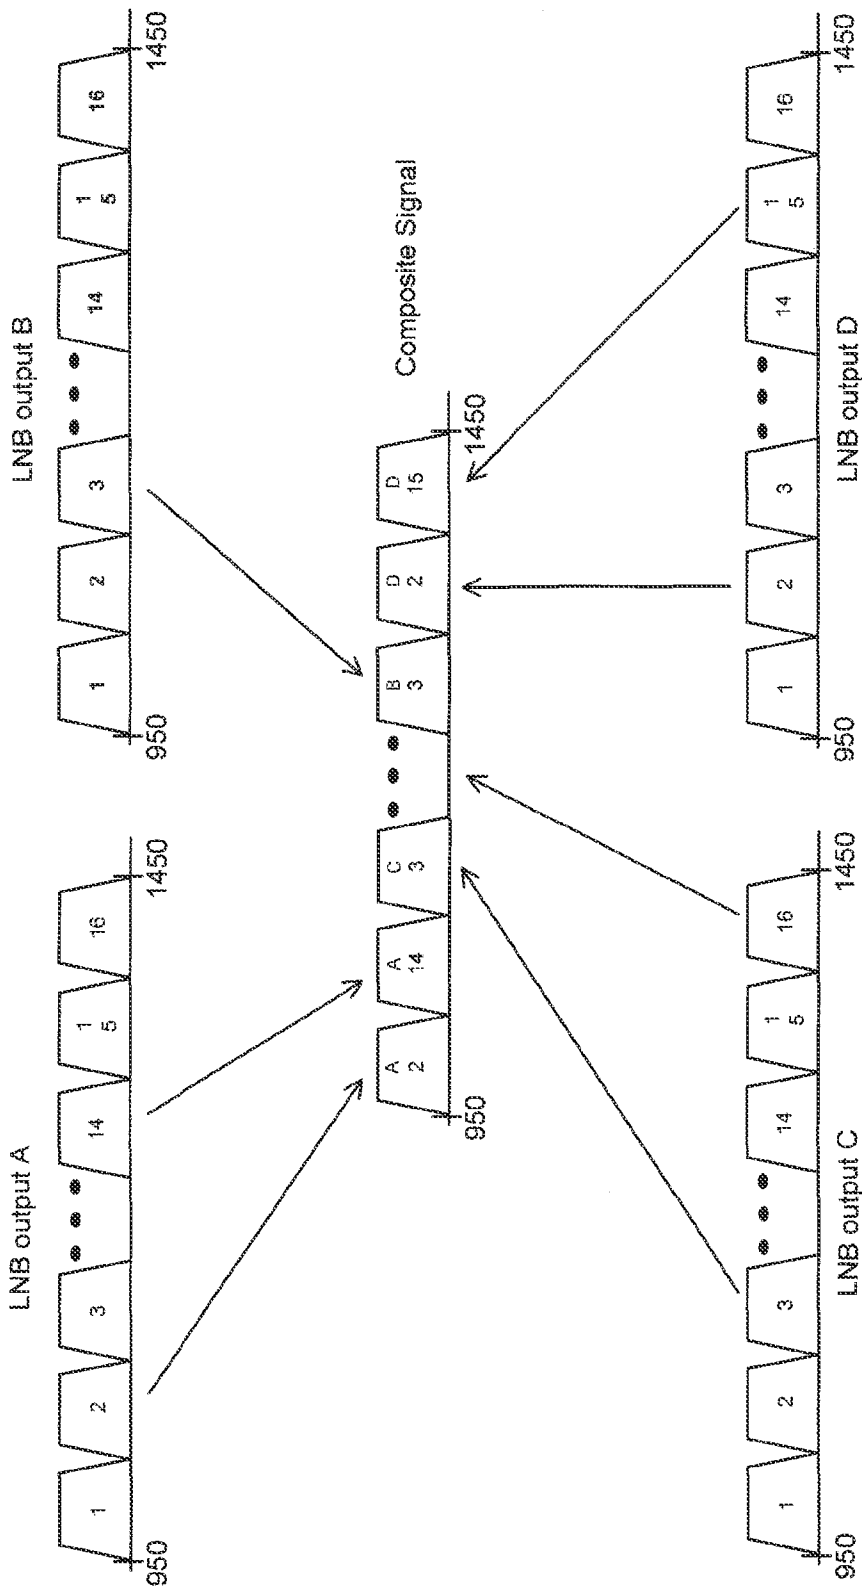 LNB output A
1 2 3 14 1 5 16
950 1450
LNB output B
1 2 3 14 1 5 16
950 1450
A 2 A 14 C 3 B 3 D 2 D 15
950 1450
Composite Signal
1 2 3 14 1 5 16
950 1450
LNB output C
1 2 3 14 1 5 16
950 1450
LNB output D